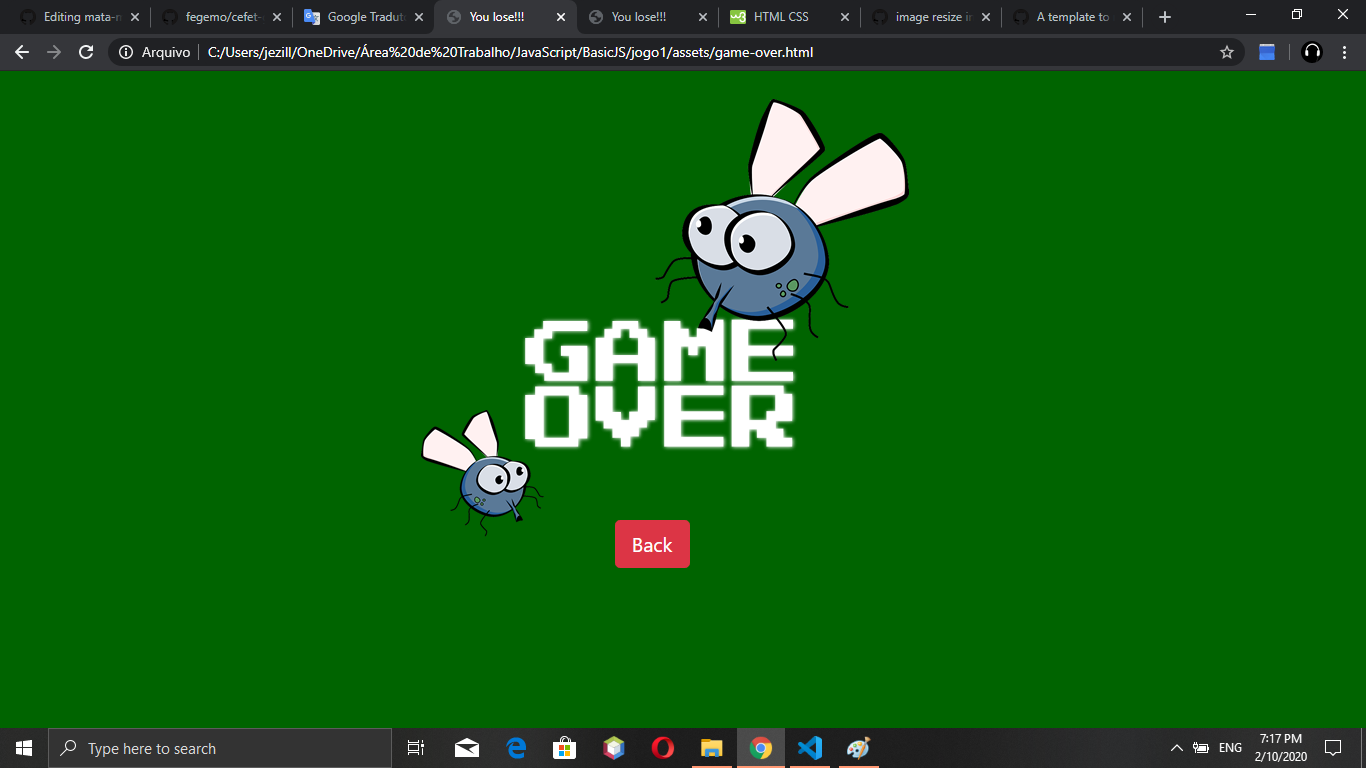 Editing mata-m
fegemo/cefet-
Google Tradut
You lose!!!
You lose!!!
HTML CSS
image resize in
A template to
Arquivo
C:/Users/jezill/OneDrive/Área%20de%20Trabalho/JavaScript/BasicJS/jogo1/assets/game-over.html
GAME
OVER
Back
Type here to search
ENG
7:17 PM
2/10/2020